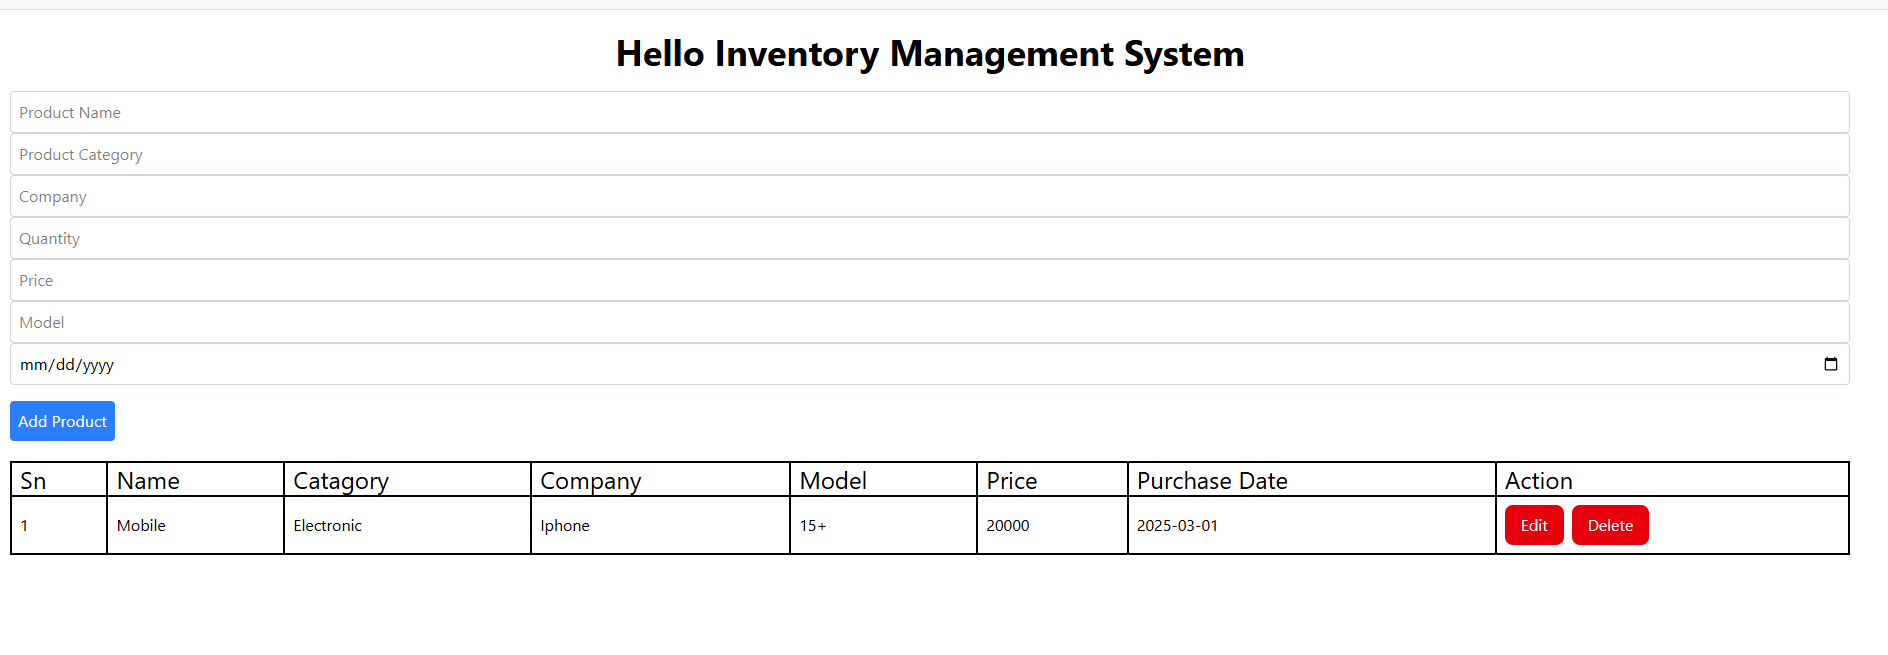 Hello Inventory Management System
Product Name
Product Category
Company
Quantity
Price
Model
mm/dd/yyyy
Add Product
Sn Name Catagory Company Model Price Purchase Date Action
1 Mobile Electronic Iphone 15+ 20000 2025-03-01 Edit Delete